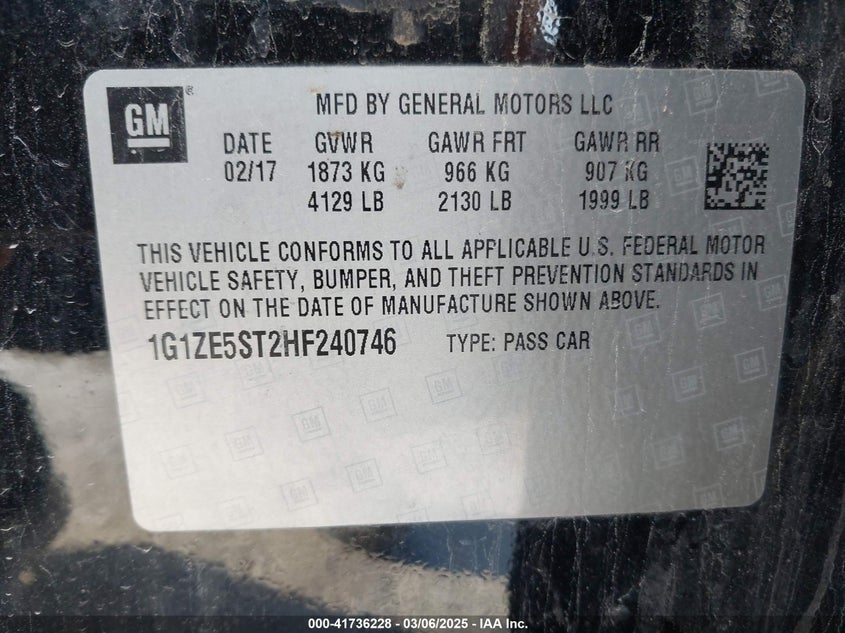 GM
MFD BY GENERAL MOTORS LLC
DATE GVWR GAWR FRT GAWR RR
02/17 1873 KG 966 KG 907 KG
4129 LB 2130 LB 1999 LB
THIS VEHICLE CONFORMS TO ALL APPLICABLE U.S. FEDERAL MOTOR
VEHICLE SAFETY, BUMPER, AND THEFT PREVENTION STANDARDS IN
EFFECT ON THE DATE OF MANUFACTURE SHOWN ABOVE.
1G1ZE5ST2HF240746 TYPE: PASS CAR
000-41736228 - 03/06/2025 - IAA Inc.